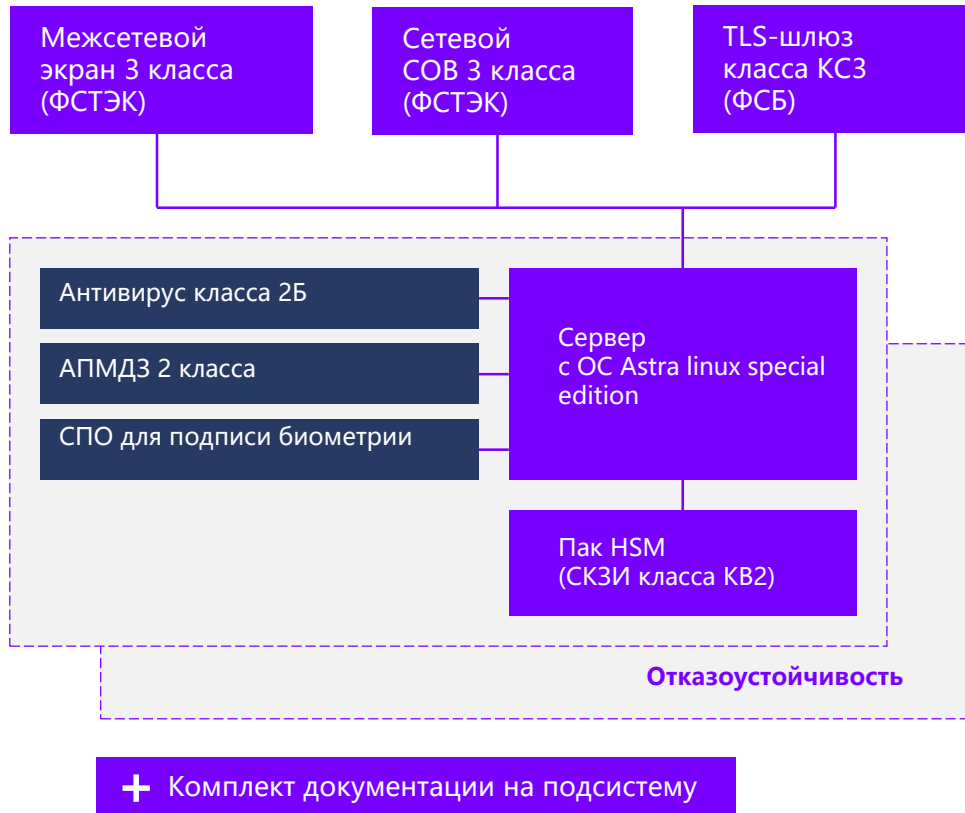 Межсетевой
экран 3 класса
(ФСТЭК)
Сетевой
СОВ 3 класса
(ФСТЭК)
TLS-шлюз
класса КС3
(ФСБ)
Антивирус класса 2Б
АПМДЗ 2 класса
СПО для подписи биометрии
Сервер
с ОС Astra linux special
edition
Пак HSM
(СКЗИ класса КВ2)
Отказоустойчивость
+ Комплект документации на подсистему